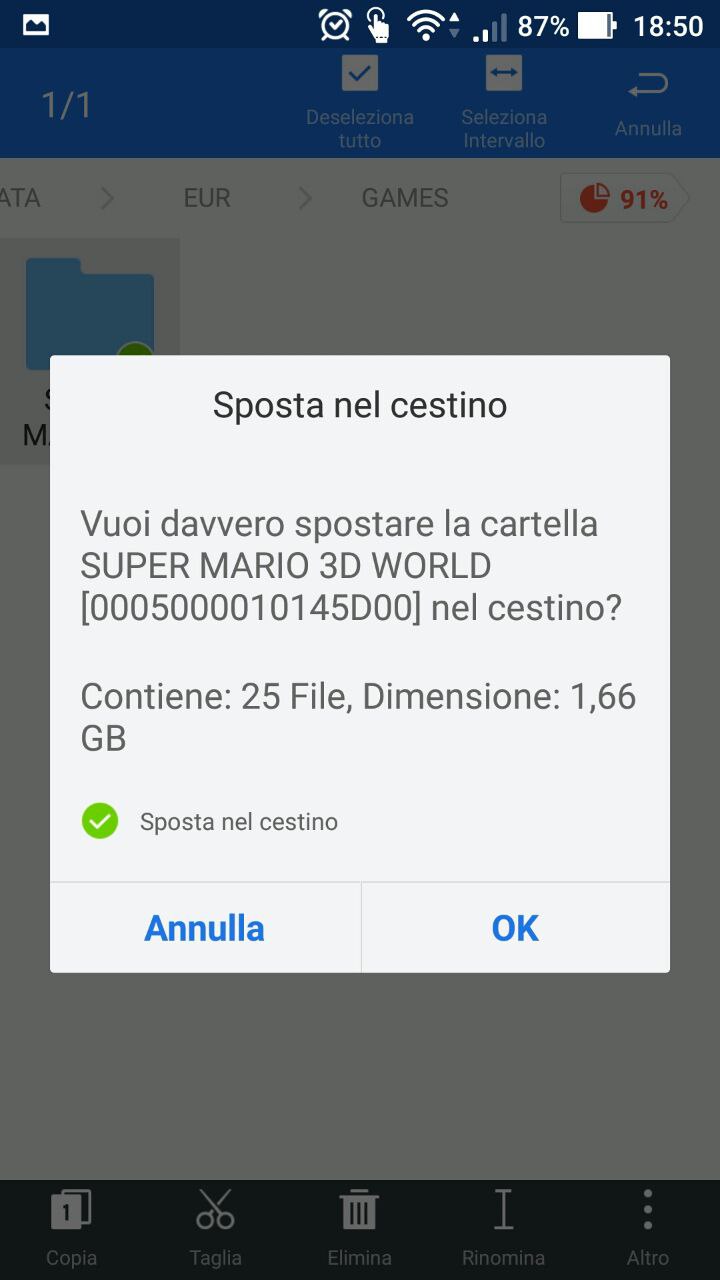 87% 18:50
1/1
Deseleziona
tutto
Seleziona
Intervallo
Annulla
ATA
EUR
GAMES
91%
Sposta nel cestino
Vuoi davvero spostare la cartella
SUPER MARIO 3D WORLD
[0005000010145D00] nel cestino?
Contiene: 25 File, Dimensione: 1,66
GB
Sposta nel cestino
Annulla
OK
1
Copia
Taglia
Elimina
Rinomina
Altro